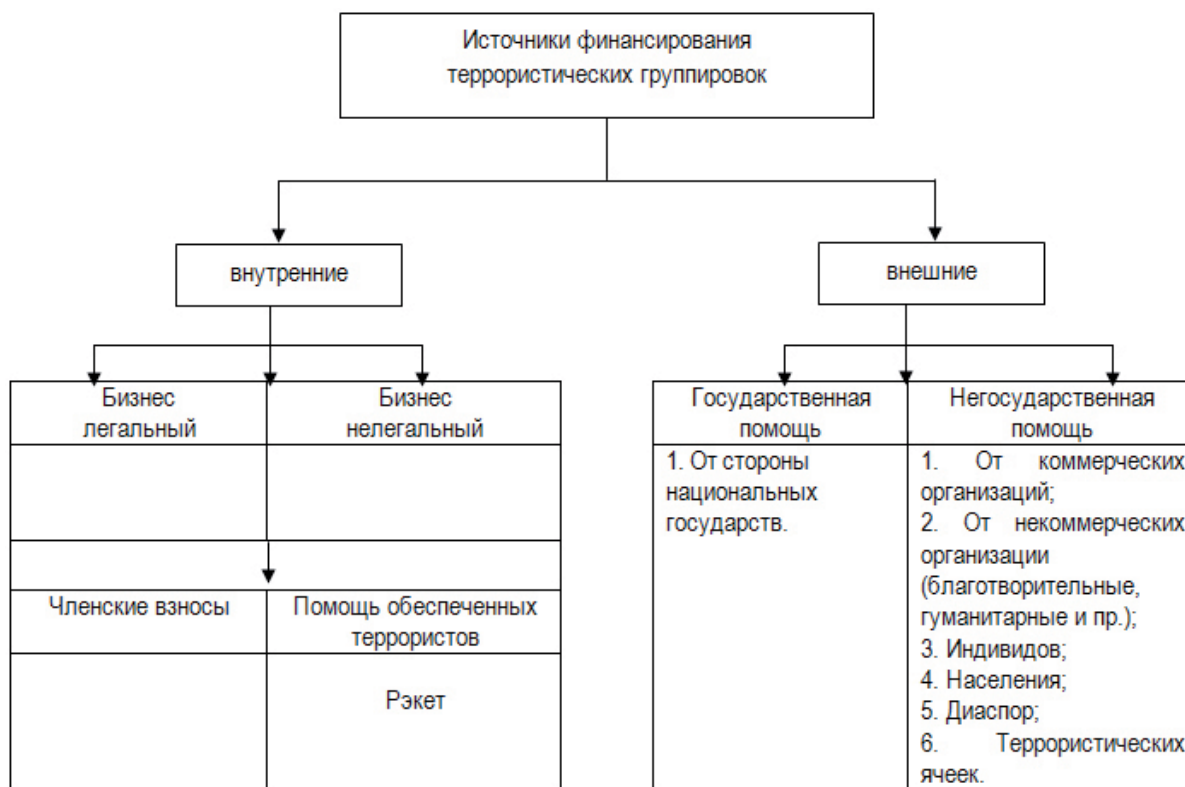 Источники финансирования
террористических группировок
внутренние
внешние
Бизнес
легальный
Бизнес
нелегальный
Членские взносы
Помощь обеспеченных
террористов
Рэкет
Государственная
помощь
1. От стороны
национальных
государств.
Негосударственная
помощь
1. От коммерческих
организаций;
2. От некоммерческих
организации
(благотворительные,
гуманитарные и пр.);
3. Индивидов;
4. Населения;
5. Диаспор;
6. Террористических
ячеек.